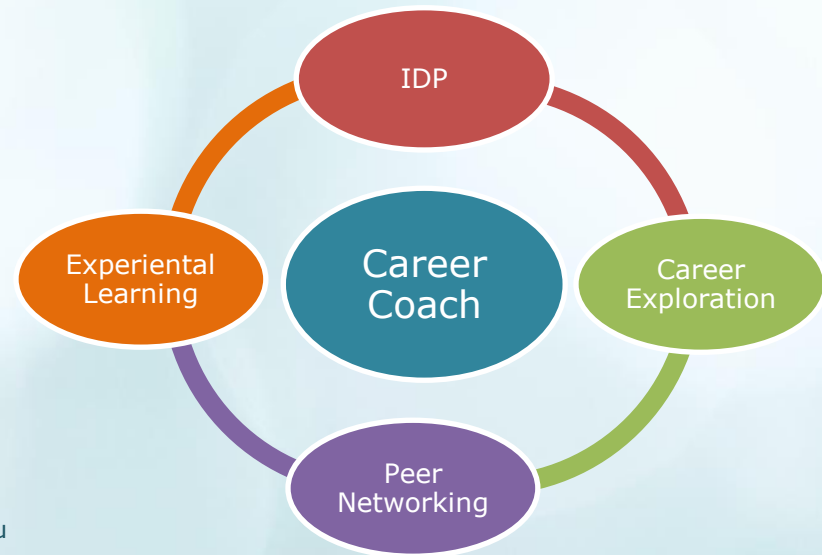 IDP
Experiental
Learning
Career
Coach
Career
Exploration
Peer
Networking
u